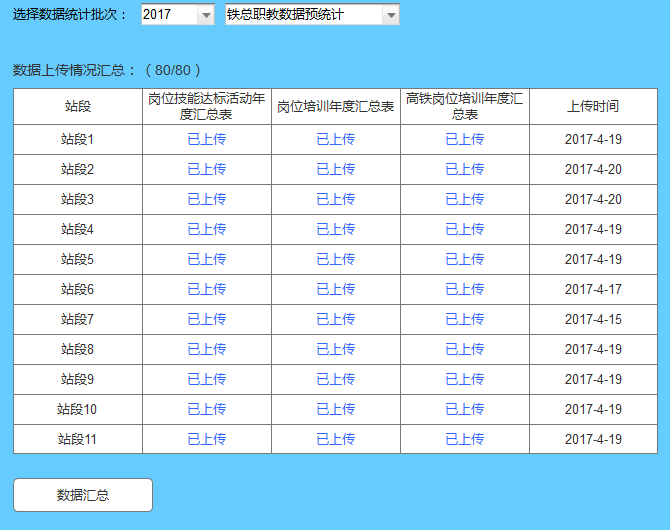 选择数据统计批次： 2017 铁总职教数据预统计
数据上传情况汇总：（80/80）
站段 岗位技能达标活动年度汇总表 岗位培训年度汇总表 高铁岗位培训年度汇总表 上传时间
站段1 已上传 已上传 已上传 2017-4-19
站段2 已上传 已上传 已上传 2017-4-20
站段3 已上传 已上传 已上传 2017-4-20
站段4 已上传 已上传 已上传 2017-4-19
站段5 已上传 已上传 已上传 2017-4-19
站段6 已上传 已上传 已上传 2017-4-17
站段7 已上传 已上传 已上传 2017-4-15
站段8 已上传 已上传 已上传 2017-4-19
站段9 已上传 已上传 已上传 2017-4-19
站段10 已上传 已上传 已上传 2017-4-19
站段11 已上传 已上传 已上传 2017-4-19
数据汇总